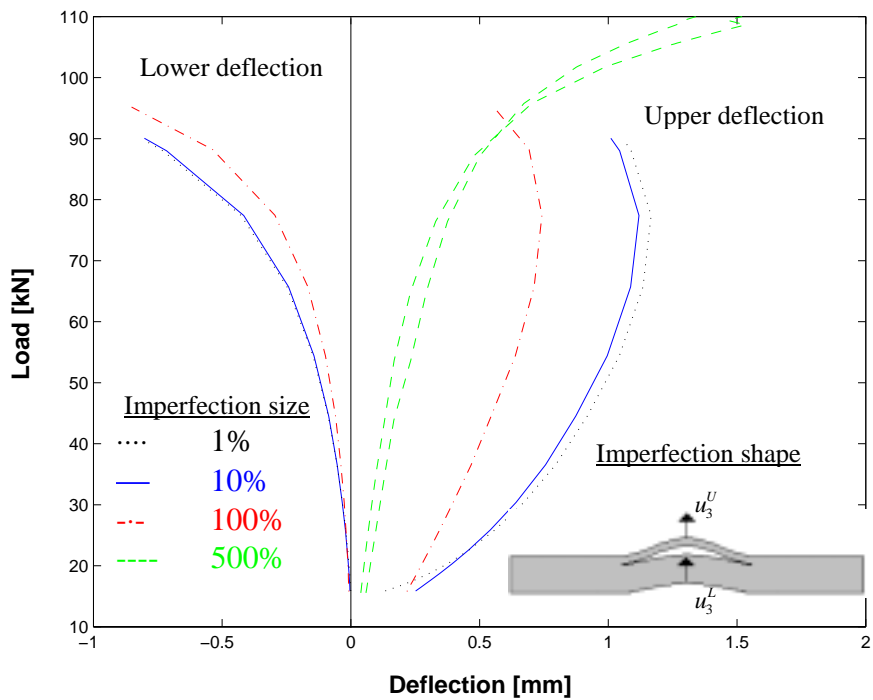 110
100
90
80
70
60
50
40
30
20
10
Load [kN]
Lower deflection
Upper deflection
Imperfection size
1%
10%
100%
500%
Imperfection shape
u₃ᵁ
u₃ᴸ
−1
−0.5
0
0.5
1
1.5
2
Deflection [mm]